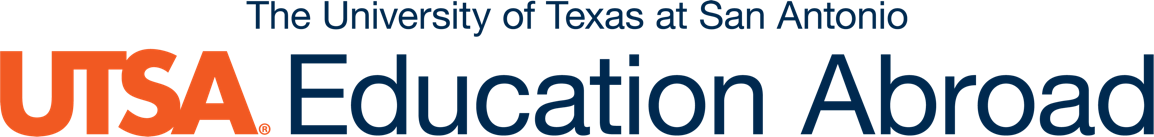 The University of Texas at San Antonio
UTSA® Education Abroad